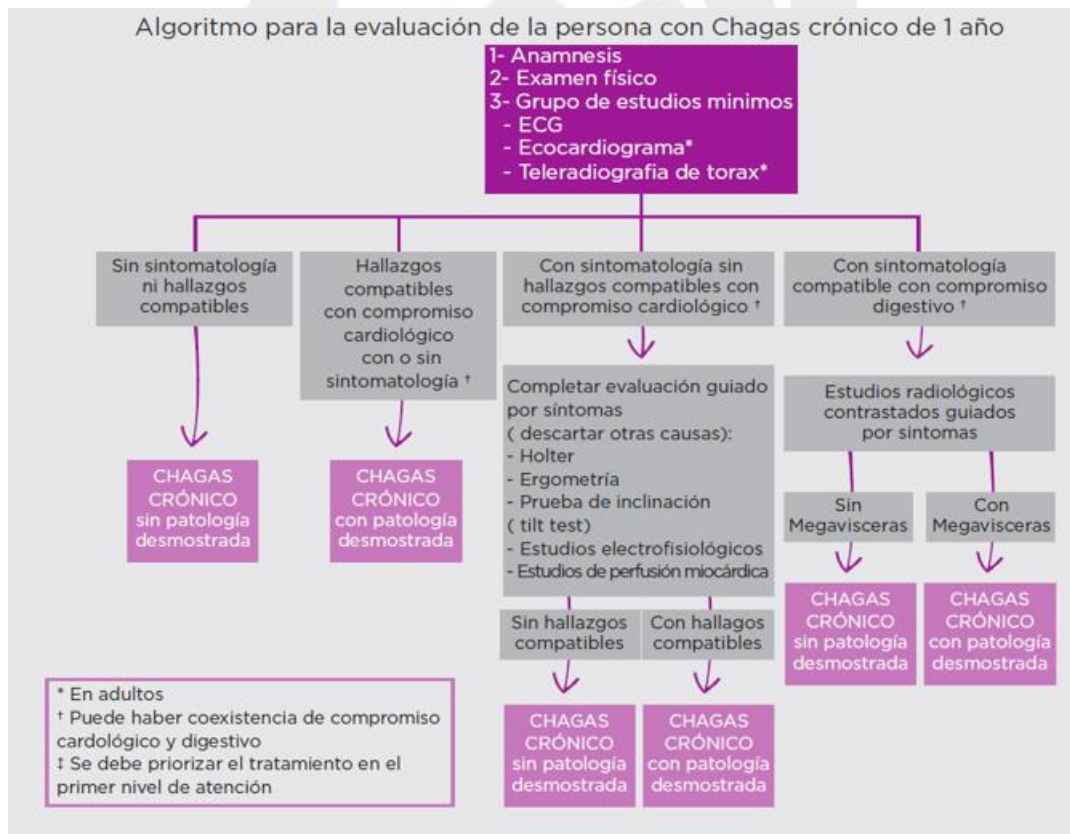 Algoritmo para la evaluación de la persona con Chagas crónico de 1 año
1- Anamnesis
2- Examen físico
3- Grupo de estudios minimos
- ECG
- Ecocardiograma*
- Teleradiografia de torax*
Sin sintomatología
ni hallazgos
compatibles
CHAGAS
CRÓNICO
sin patología
desmostrada
Hallazgos
compatibles
con compromiso
cardiológico
con o sin
sintomatología †
CHAGAS
CRÓNICO
con patología
desmostrada
Con sintomatología sin
hallazgos compatibles con
compromiso cardiológico †
Completar evaluación guiado
por síntomas
( descartar otras causas):
- Holter
- Ergometría
- Prueba de inclinación
( tilt test)
- Estudios electrofisiológicos
- Estudios de perfusión miocárdica
Sin hallazgos
compatibles
CHAGAS
CRÓNICO
sin patología
desmostrada
Con hallagos
compatibles
CHAGAS
CRÓNICO
con patología
desmostrada
Con sintomatología
compatible con compromiso
digestivo †
Estudios radiológicos
contrastados guiados
por sintomas
Sin
Megavisceras
CHAGAS
CRÓNICO
sin patología
desmostrada
Con
Megavisceras
CHAGAS
CRÓNICO
con patología
desmostrada
* En adultos
† Puede haber coexistencia de compromiso
cardológico y digestivo
‡ Se debe priorizar el tratamiento en el
primer nivel de atención